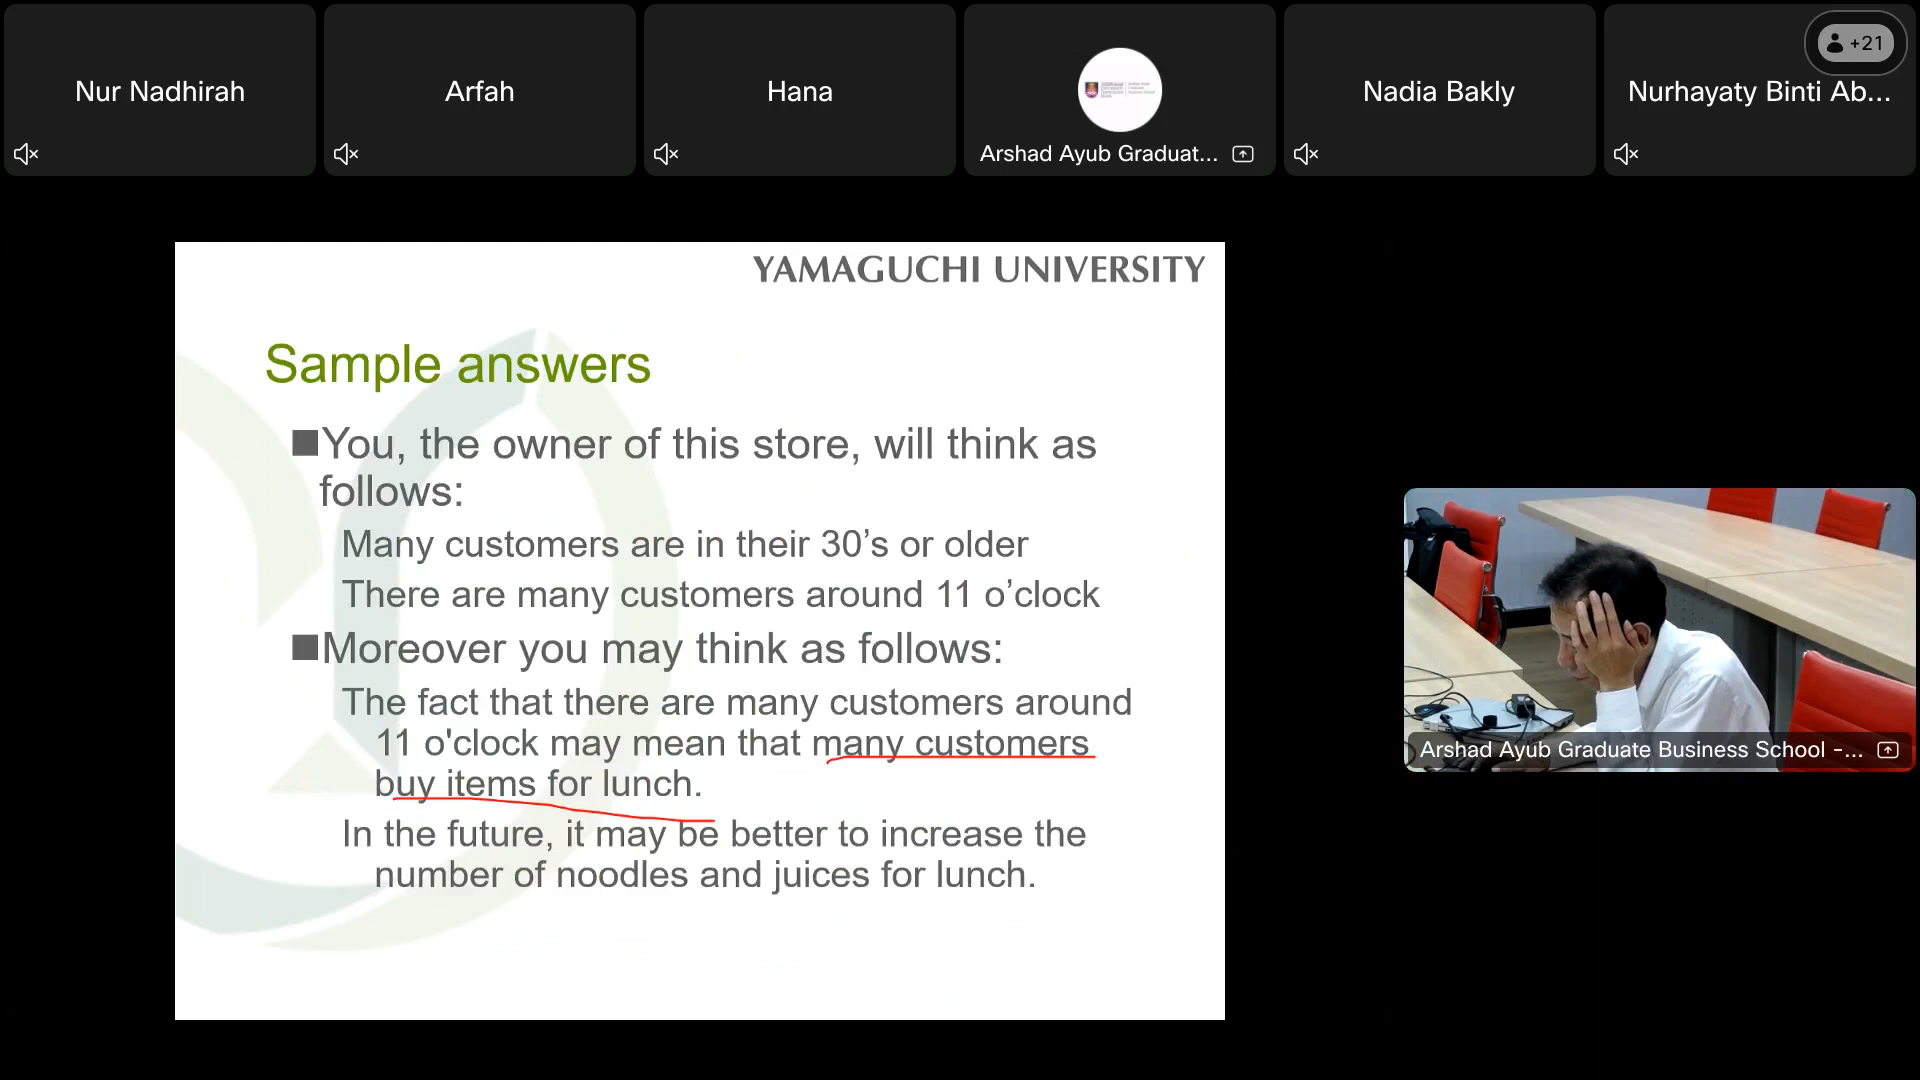 Nur Nadhirah
Arfah
Hana
Arshad Ayub Graduat...
Nadia Bakly
+21
Nurhayaty Binti Ab...
YAMAGUCHI UNIVERSITY
Sample answers
■You, the owner of this store, will think as
follows:
Many customers are in their 30’s or older
There are many customers around 11 o’clock
■Moreover you may think as follows:
The fact that there are many customers around
11 o'clock may mean that many customers
buy items for lunch.
In the future, it may be better to increase the
number of noodles and juices for lunch.
Arshad Ayub Graduate Business School -...